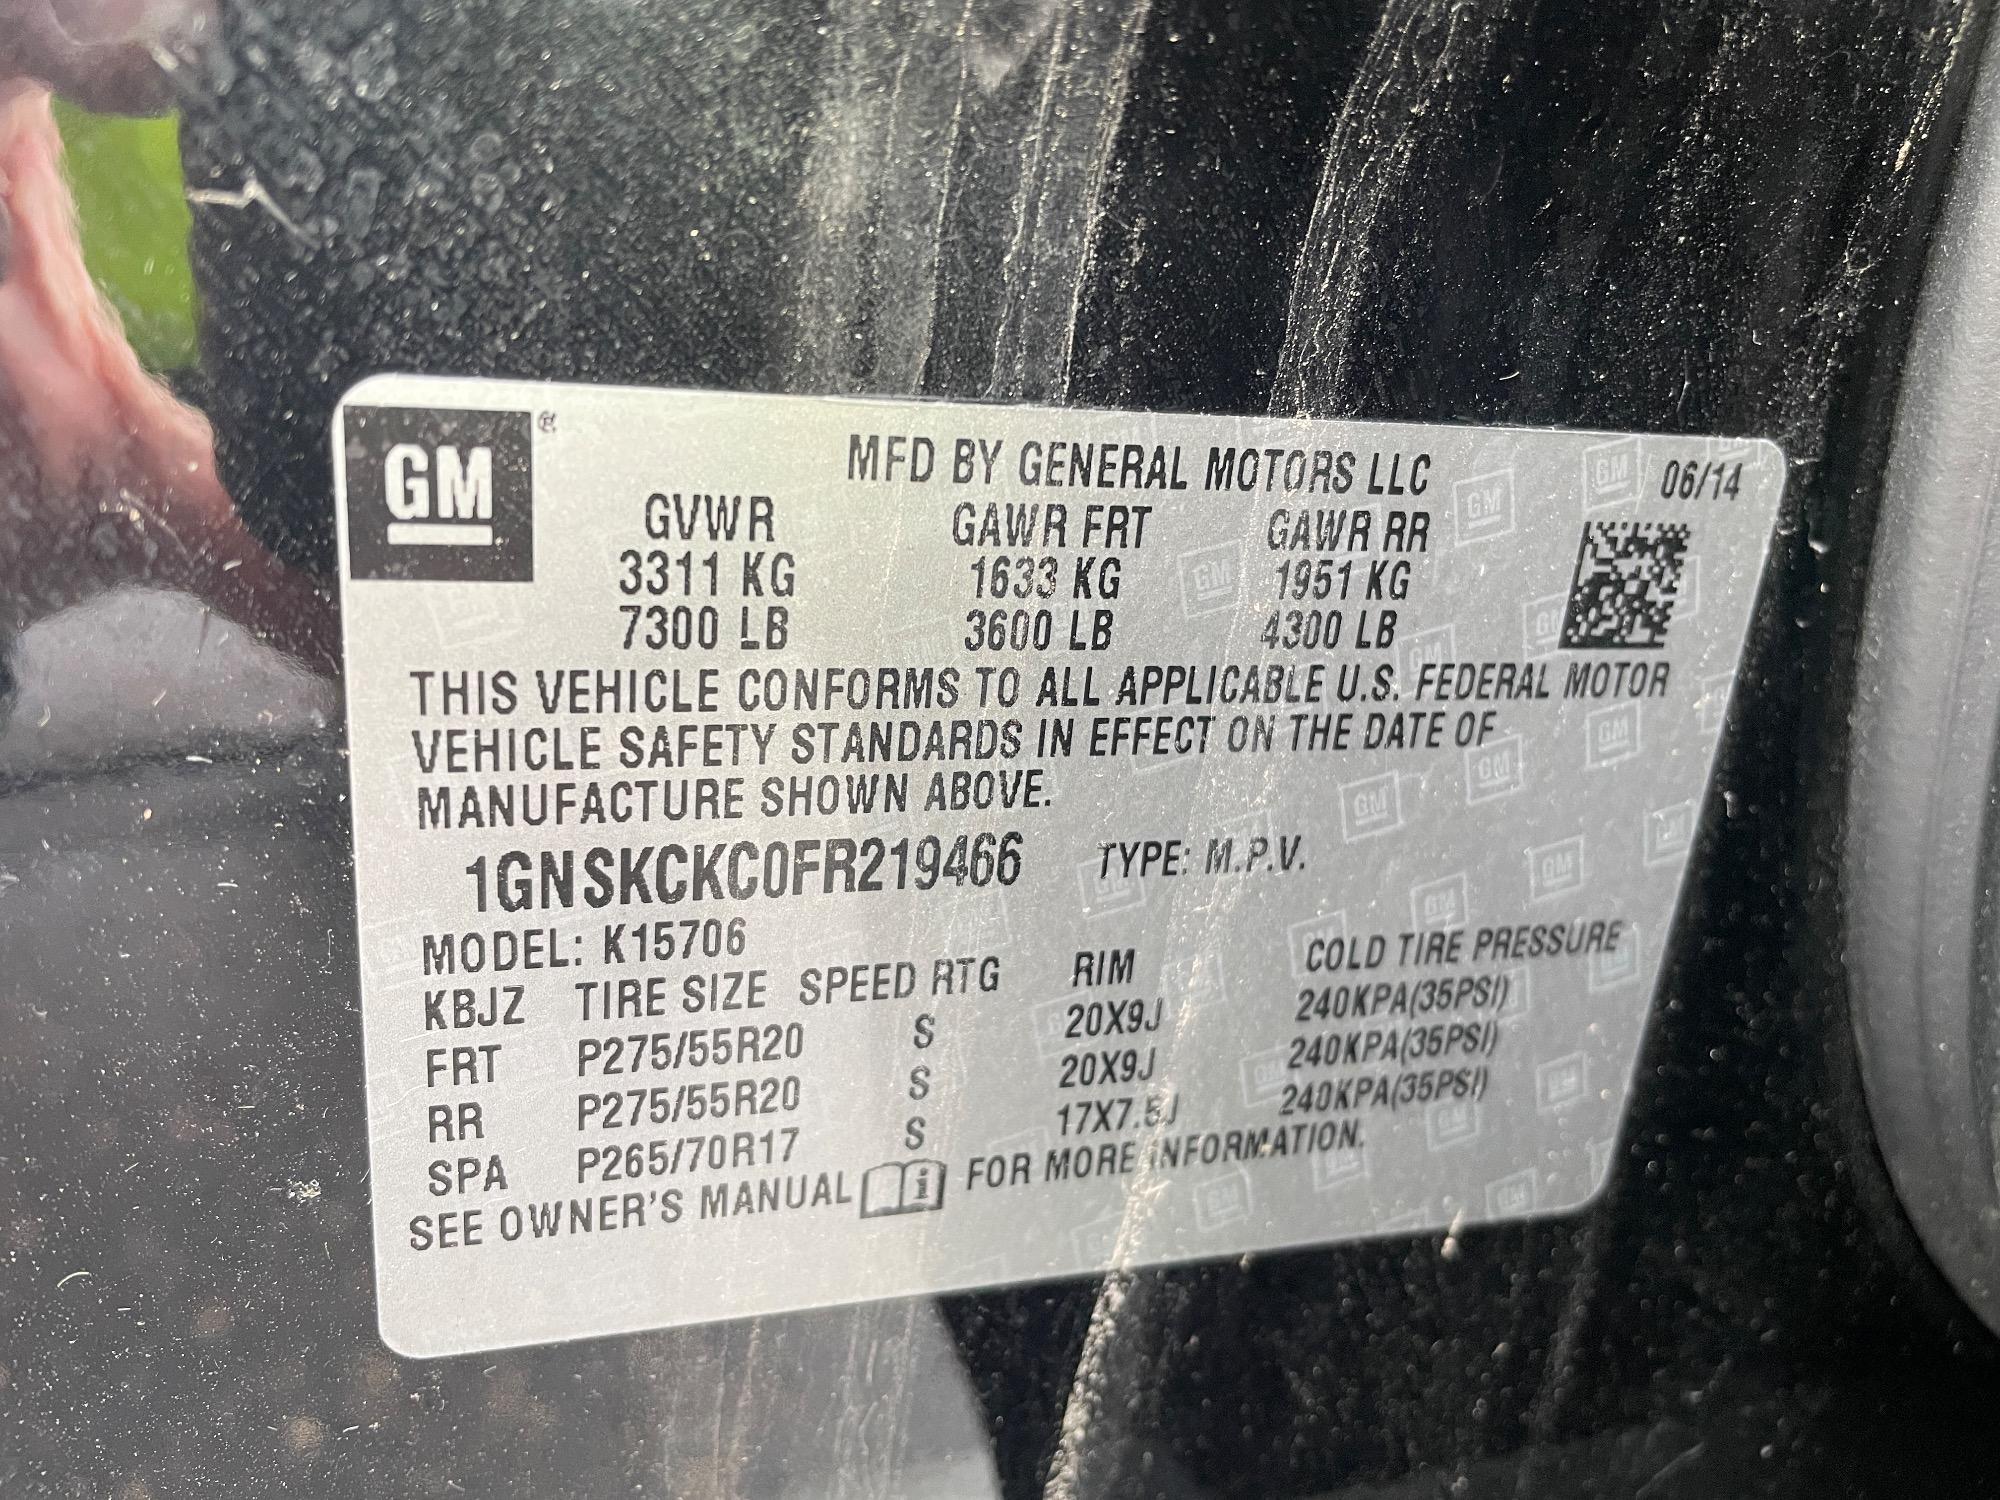 GM ®
MFD BY GENERAL MOTORS LLC 06/14
GVWR GAWR FRT GAWR RR
3311 KG 1633 KG 1951 KG
7300 LB 3600 LB 4300 LB
THIS VEHICLE CONFORMS TO ALL APPLICABLE U.S. FEDERAL MOTOR
VEHICLE SAFETY STANDARDS IN EFFECT ON THE DATE OF
MANUFACTURE SHOWN ABOVE.
1GNSKCKC0FR219466 TYPE: M.P.V.
MODEL: K15706
KBJZ TIRE SIZE SPEED RTG RIM COLD TIRE PRESSURE
FRT P275/55R20 S 20X9J 240KPA(35PSI)
RR P275/55R20 S 20X9J 240KPA(35PSI)
SPA P265/70R17 S 17X7.5J 240KPA(35PSI)
SEE OWNER'S MANUAL FOR MORE INFORMATION.